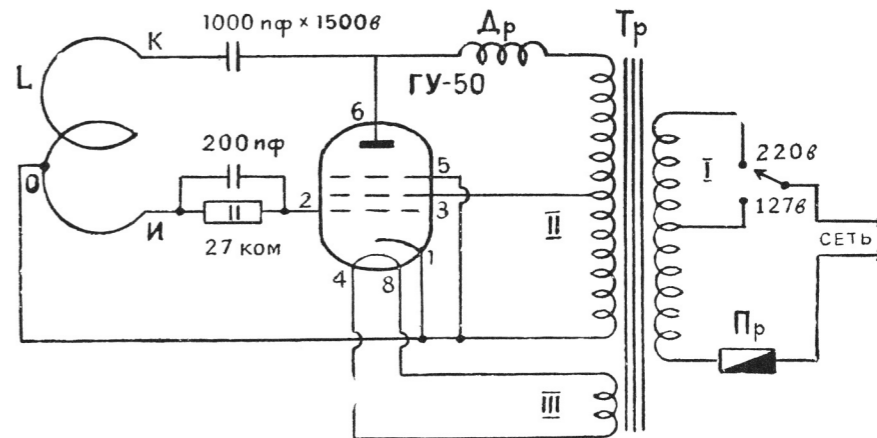 К
1000 пф × 1500в
Др
Тр
L
ГУ-50
6
200 пф
О
2
5
3
И
II
27 ком
4
8
1
II
III
I
220в
127в
СЕТЬ
Пр